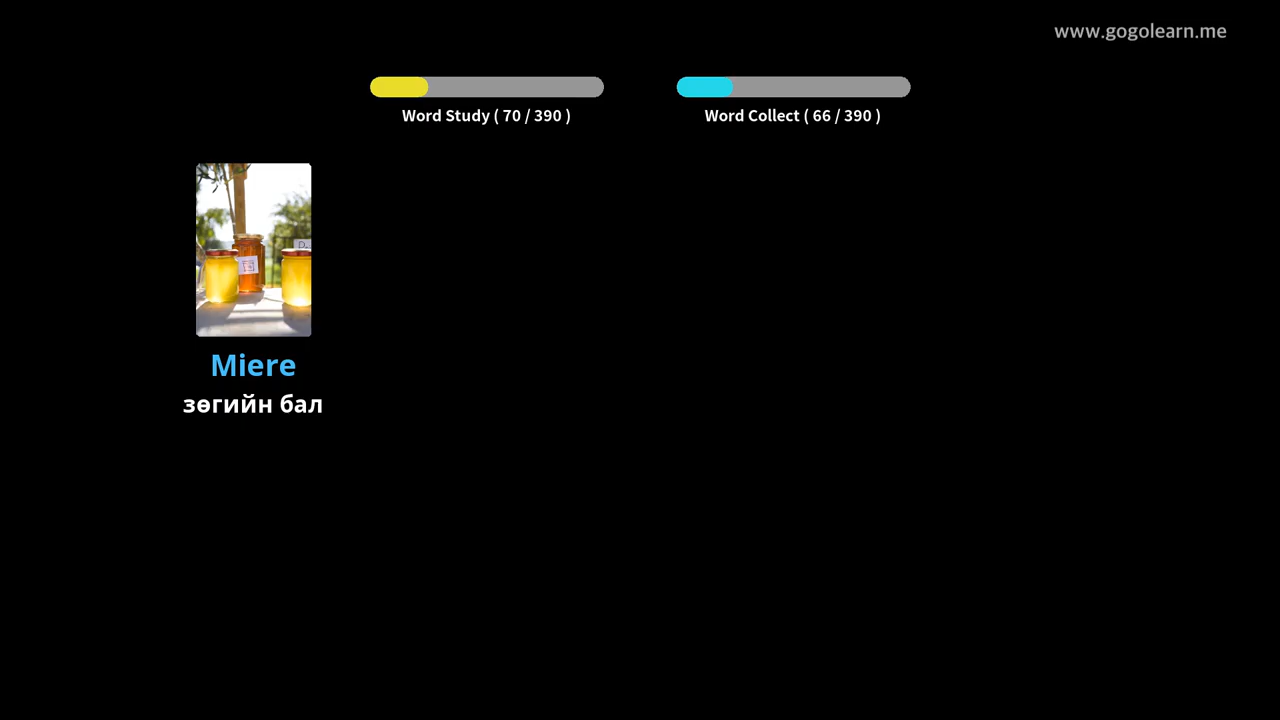 www.gogolearn.me
Word Study ( 70 / 390 )
Word Collect ( 66 / 390 )
Miere
зөгийн бал